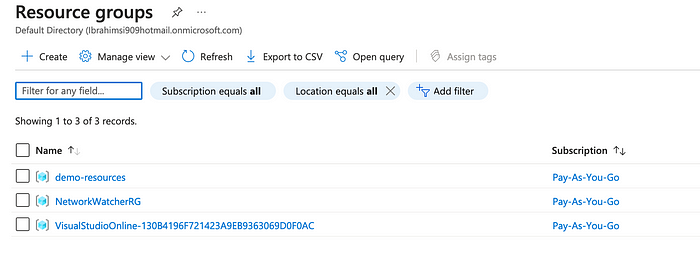 Resource groups
Default Directory (Ibrahimsi909hotmail.onmicrosoft.com)
Create Manage view Refresh Export to CSV Open query Assign tags
Filter for any field... Subscription equals all Location equals all Add filter
Showing 1 to 3 of 3 records.
Name ↑↓ Subscription ↑↓
demo-resources Pay-As-You-Go
NetworkWatcherRG Pay-As-You-Go
VisualStudioOnline-130B4196F721423A9EB9363069D0F0AC Pay-As-You-Go